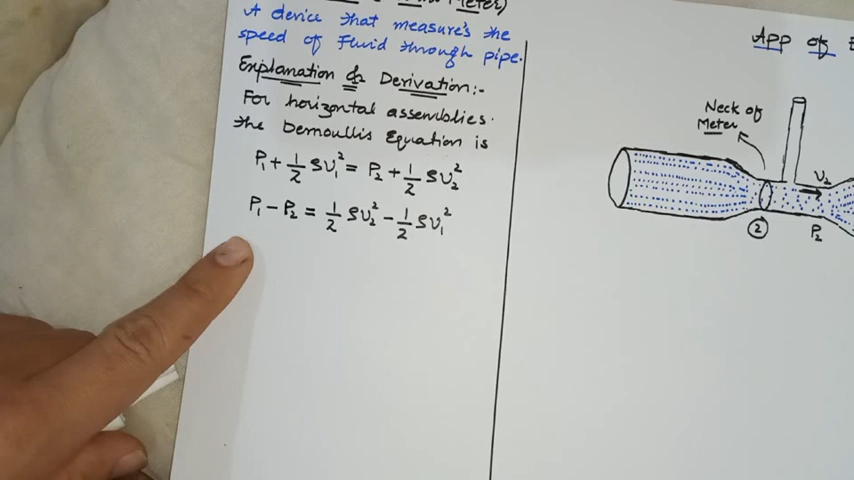 Meter)
A device that measure's the
speed of Fluid through pipe.
Explanation & Derivation:-
For horizontal assemblies.
the Bernoullis Equation is
P₁ + 1/2 ρv₁² = P₂ + 1/2 ρv₂²
P₁ - P₂ = 1/2 ρv₂² - 1/2 ρv₁²
App of
Neck of
Meter
v₂
2
P₂